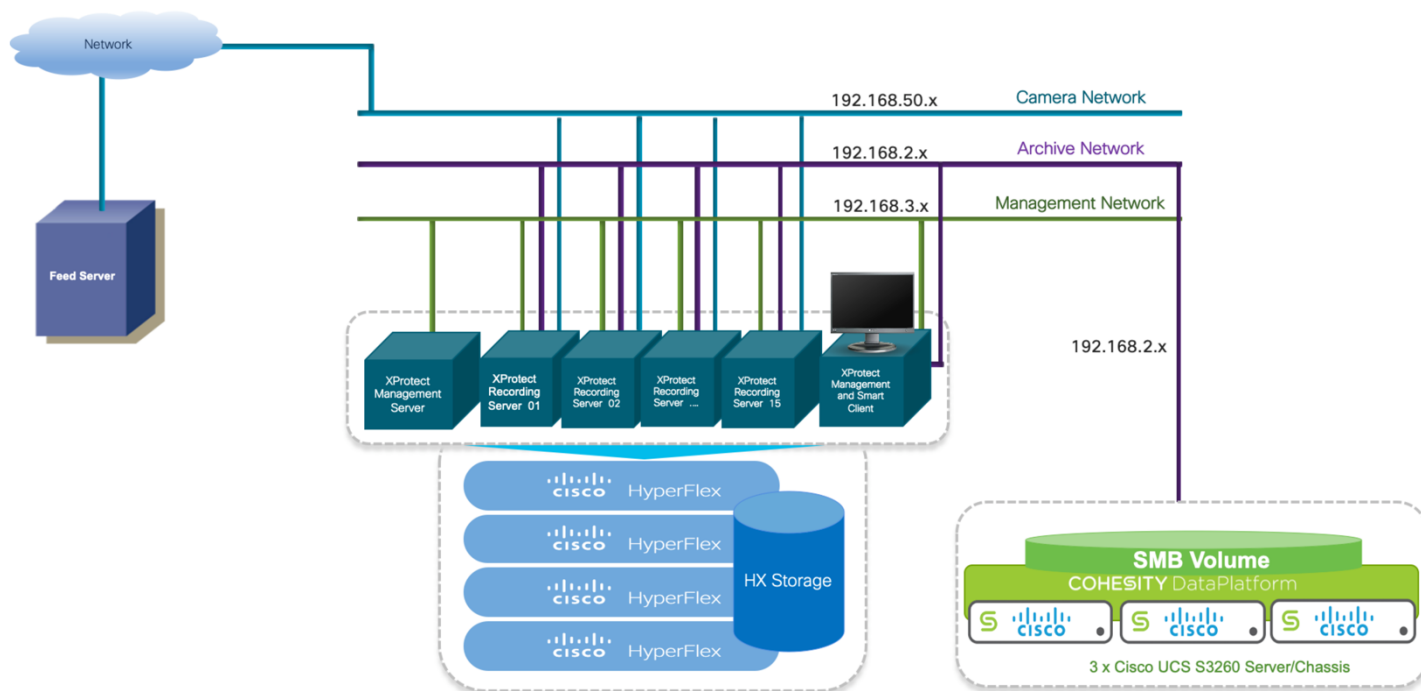 Network
192.168.50.x
Camera Network
192.168.2.x
Archive Network
192.168.3.x
Management Network
Feed Server
XProtect
Management
Server
XProtect
Recording
Server 01
XProtect
Recording
Server 02
XProtect
Recording
Server ....
XProtect
Recording
Server 15
XProtect
Management
and Smart
Client
192.168.2.x
CISCO HyperFlex
CISCO HyperFlex
CISCO HyperFlex
CISCO HyperFlex
HX Storage
SMB Volume
COHESITY DataPlatform
S CISCO
S CISCO
S CISCO
3 x Cisco UCS S3260 Server/Chassis